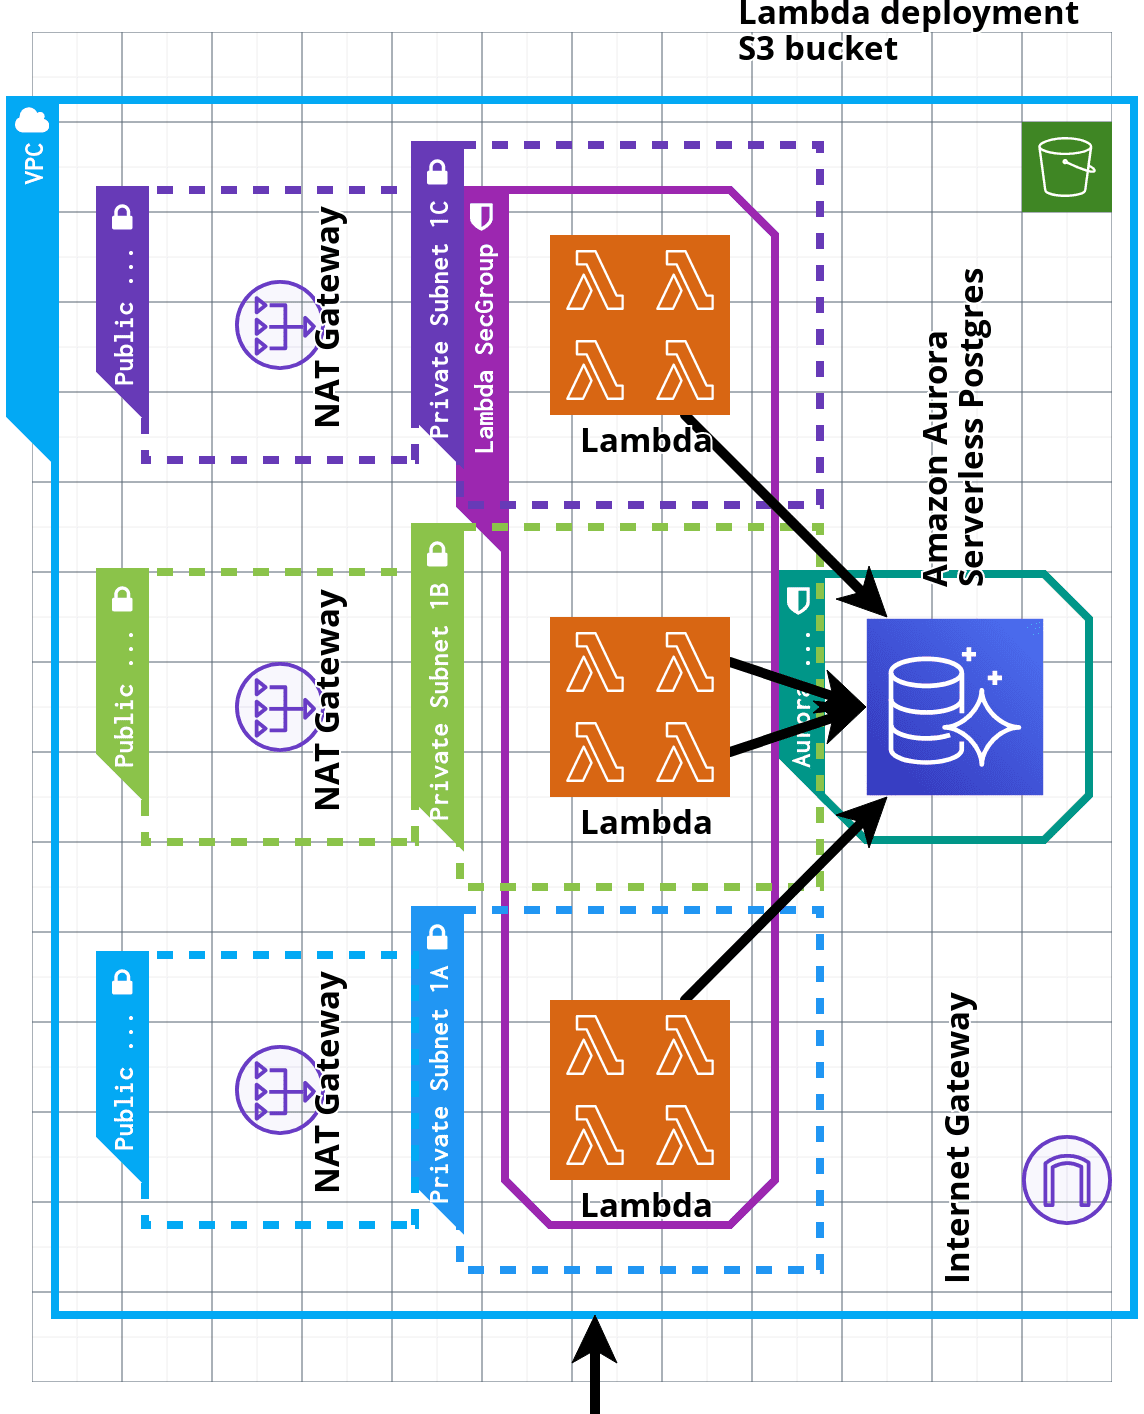 Lambda deployment
S3 bucket
VPC
Public ...
NAT Gateway
Private Subnet 1C
Lambda SecGroup
Lambda
Amazon Aurora
Serverless Postgres
Public ...
NAT Gateway
Private Subnet 1B
Lambda
Aurora ...
Public ...
NAT Gateway
Private Subnet 1A
Lambda
Internet Gateway